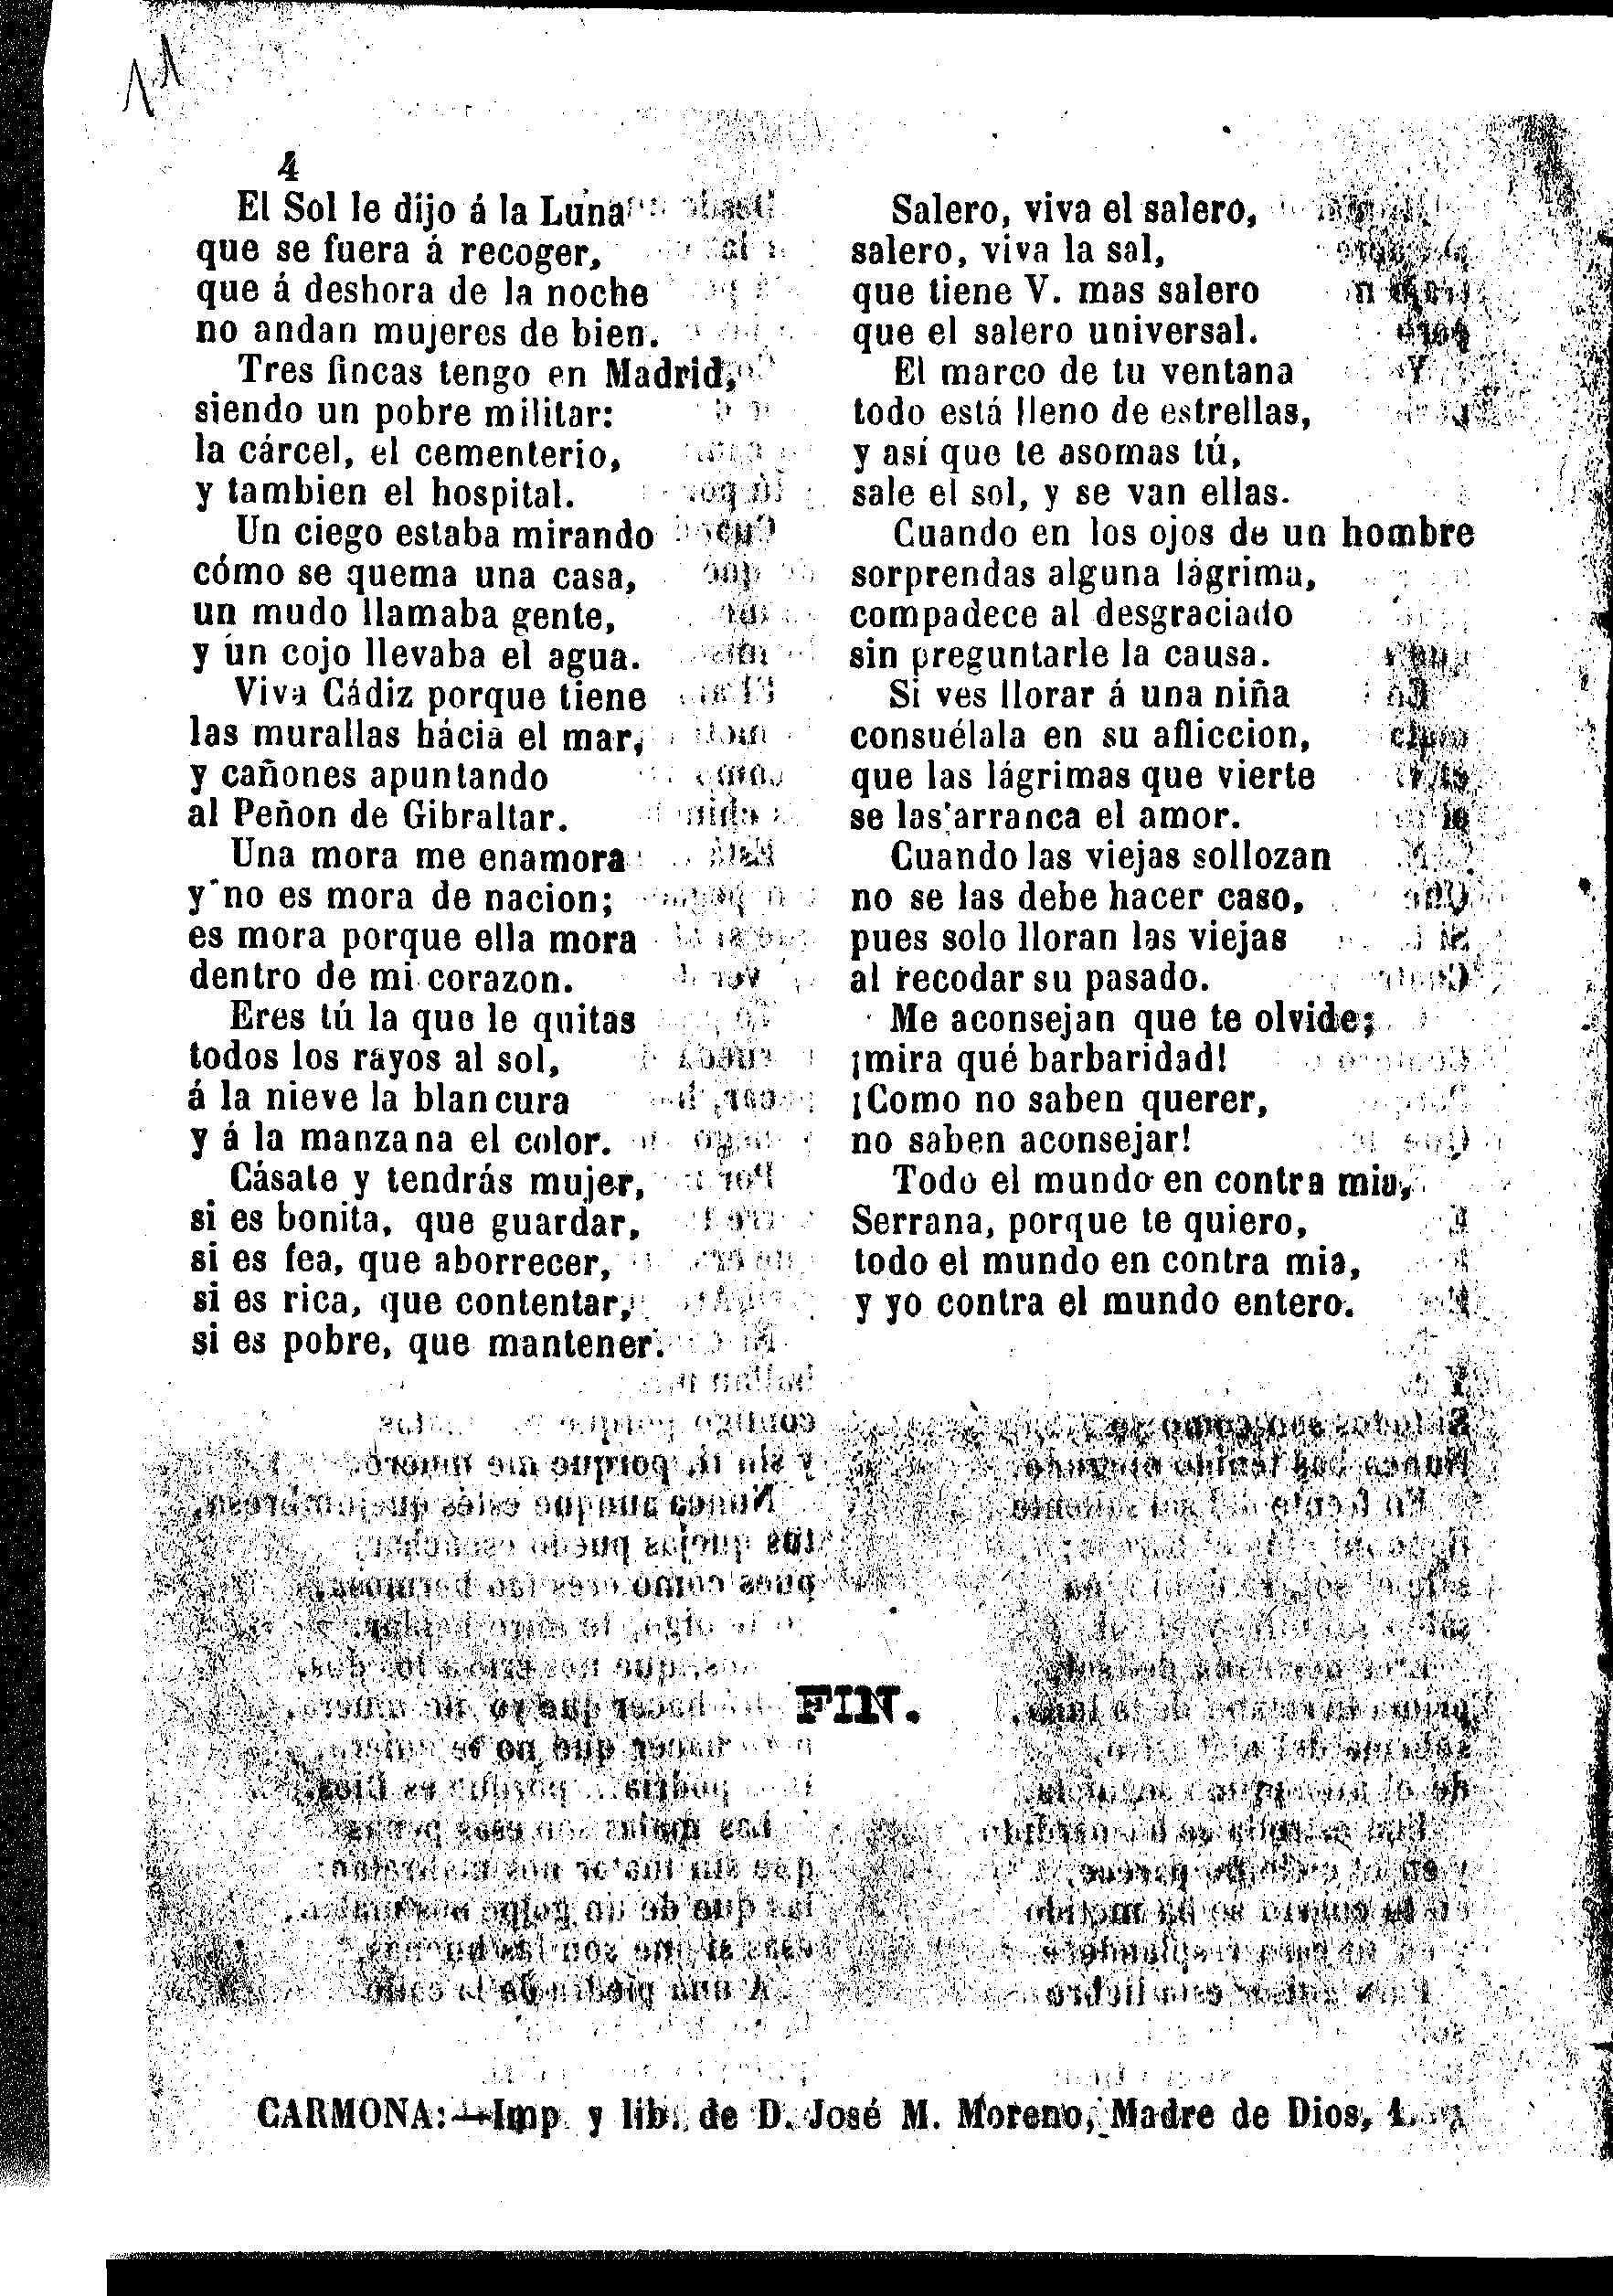 11
4
El Sol le dijo á la Luna
que se fuera á recoger,
que á deshora de la noche
no andan mujeres de bien.
Tres fincas tengo en Madrid,
siendo un pobre militar:
la cárcel, el cementerio,
y tambien el hospital.
Un ciego estaba mirando
cómo se quema una casa,
un mudo llamaba gente,
y un cojo llevaba el agua.
Viva Cádiz porque tiene
las murallas hácia el mar,
y cañones apuntando
al Peñon de Gibraltar.
Una mora me enamora
y no es mora de nacion;
es mora porque ella mora
dentro de mi corazon.
Eres tú la que le quitas
todos los rayos al sol,
á la nieve la blancura
y á la manzana el color.
Cásate y tendrás mujer,
si es bonita, que guardar,
si es fea, que aborrecer,
si es rica, que contentar,
si es pobre, que mantener.
Salero, viva el salero,
salero, viva la sal,
que tiene V. mas salero
que el salero universal.
El marco de tu ventana
todo está lleno de estrellas,
y así que te asomas tú,
sale el sol, y se van ellas.
Cuando en los ojos de un hombre
sorprendas alguna lágrima,
compadece al desgraciado
sin preguntarle la causa.
Si ves llorar á una niña
consuélala en su afliccion,
que las lágrimas que vierte
se las arranca el amor.
Cuando las viejas sollozan
no se las debe hacer caso,
pues solo lloran las viejas
al recodar su pasado.
Me aconsejan que te olvide;
¡mira qué barbaridad!
¡Como no saben querer,
no saben aconsejar!
Todo el mundo en contra mia,
Serrana, porque te quiero,
todo el mundo en contra mia,
y yo contra el mundo entero.
FIN.
CARMONA:—Imp. y lib. de D. José M. Moreno, Madre de Dios, 1.